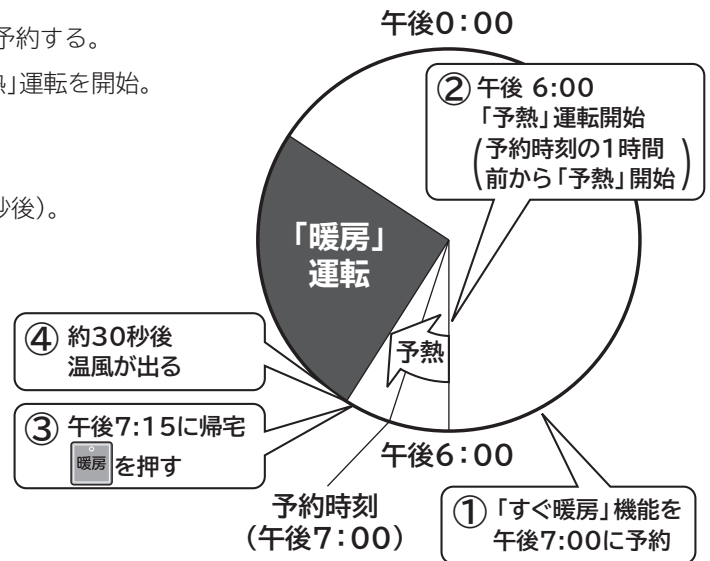 予約する。
熱」運転を開始。
秒後)。
午後0:00
② 午後 6:00
「予熱」運転開始
(予約時刻の1時間
前から「予熱」開始)
「暖房」
運転
予熱
④ 約30秒後
温風が出る
③ 午後7:15に帰宅
暖房 を押す
午後6:00
予約時刻
(午後7:00)
① 「すぐ暖房」機能を
午後7:00に予約